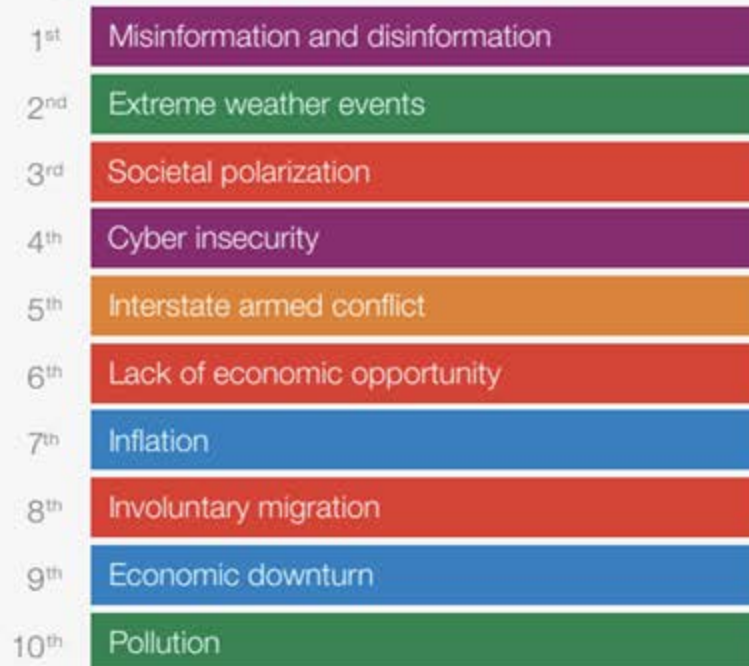 1st Misinformation and disinformation
2nd Extreme weather events
3rd Societal polarization
4th Cyber insecurity
5th Interstate armed conflict
6th Lack of economic opportunity
7th Inflation
8th Involuntary migration
9th Economic downturn
10th Pollution